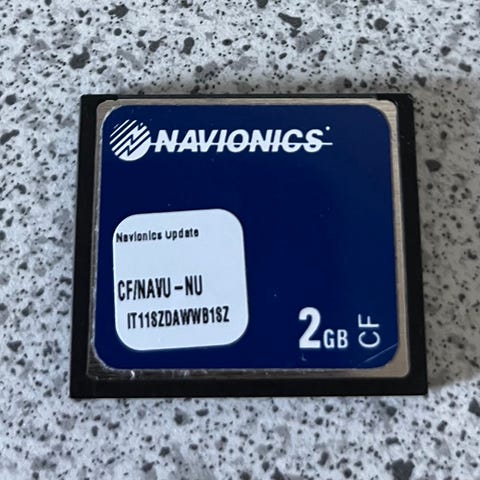 NAVIONICS
Navionics Update
CF/NAVU-NU
IT118ZDAWWB18Z
2GB CF